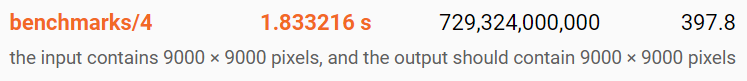 benchmarks/4 1.833216 s 729,324,000,000 397.8
the input contains 9000 × 9000 pixels, and the output should contain 9000 × 9000 pixels